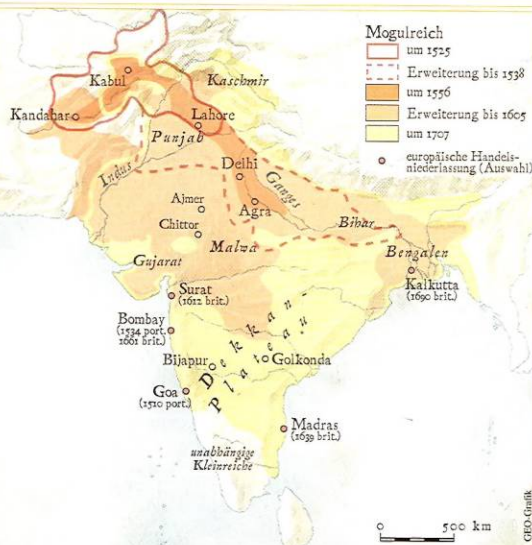 Mogulreich
um 1525
Erweiterung bis 1538
um 1556
Erweiterung bis 1605
um 1707
europäische Handels-
niederlassung (Auswahl)
Kabul
Kaschmir
Kandahar
Lahore
Punjab
Indus
Delhi
Ganges
Agra
Ajmer
Bihar
Chittor
Malwa
Bengalen
Gujarat
Kalkutta
(1690 brit.)
Surat
(1612 brit.)
Bombay
(1534 port.
1661 brit.)
Dekkan-
Plateau
Bijapur
Golkonda
Goa
(1510 port.)
Madras
(1639 brit.)
unabhängige
Kleinreiche
0 500 km
GEO-Grafik